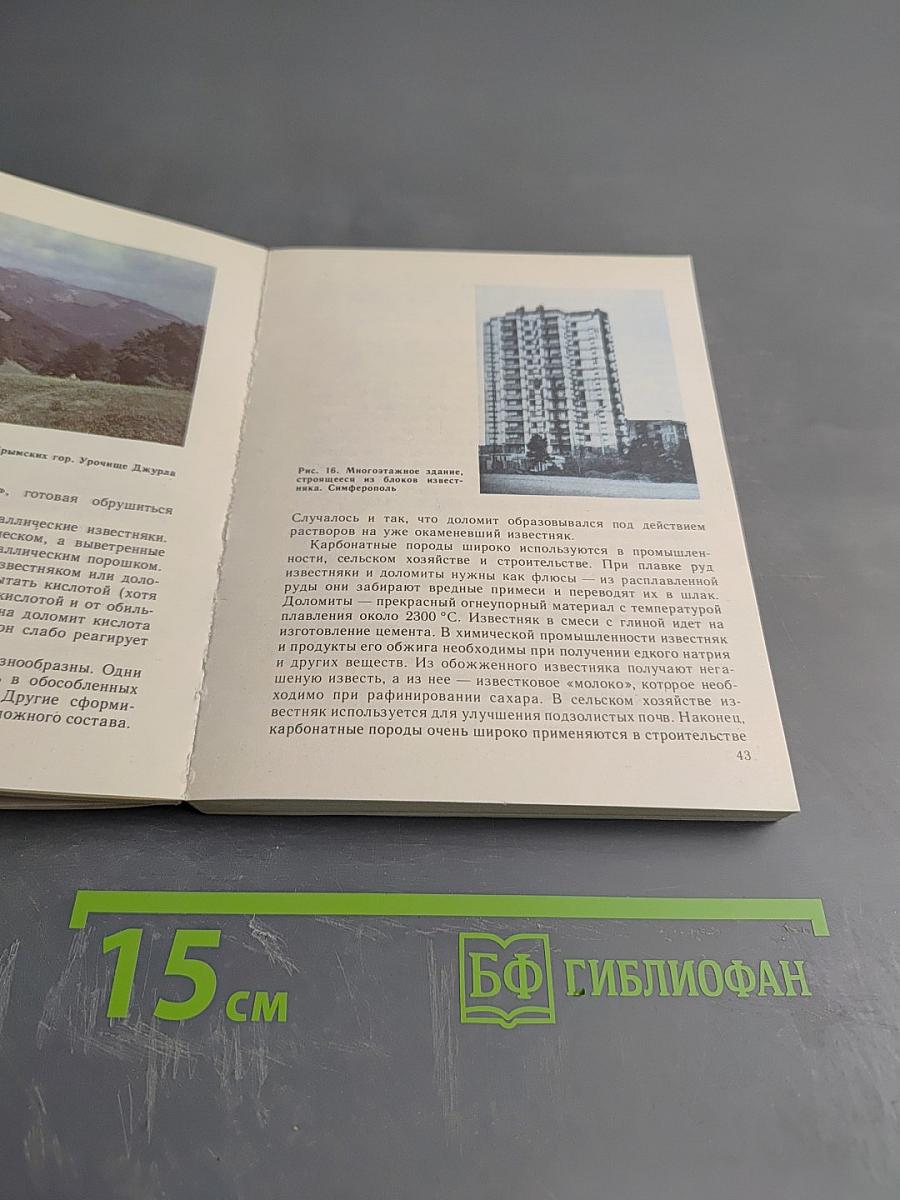 рымских гор. Урочище Джурла
», готовая обрушиться
аллические известняки.
ческом, а выветренные
таллическим порошком.
звестняком или доло-
ытать кислотой (хотя
кислотой и от обиль-
на доломит кислота
он слабо реагирует
знообразны. Одни
ь в обособленных
Другие сформи-
ложного состава.
Рис. 16. Многоэтажное здание,
строящееся из блоков извест-
няка. Симферополь
Случалось и так, что доломит образовывался под действием
растворов на уже окаменевший известняк.
Карбонатные породы широко используются в промышлен-
ности, сельском хозяйстве и строительстве. При плавке руд
известняки и доломиты нужны как флюсы — из расплавленной
руды они забирают вредные примеси и переводят их в шлак.
Доломиты — прекрасный огнеупорный материал с температурой
плавления около 2300 °С. Известняк в смеси с глиной идет на
изготовление цемента. В химической промышленности известняк
и продукты его обжига необходимы при получении едкого натрия
и других веществ. Из обожженного известняка получают нега-
шеную известь, а из нее — известковое «молоко», которое необ-
ходимо при рафинировании сахара. В сельском хозяйстве из-
вестняк используется для улучшения подзолистых почв. Наконец,
карбонатные породы очень широко применяются в строительстве
43
15 см
БФ ГИБЛИОФАН